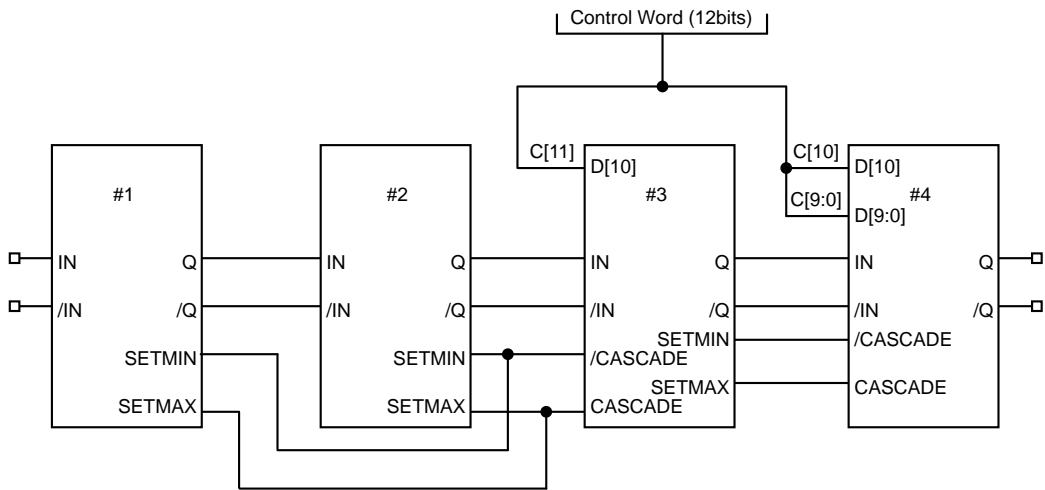 Control Word (12bits)
C[11]
C[10]
C[9:0]
#1
IN
/IN
Q
/Q
SETMIN
SETMAX
#2
IN
/IN
Q
/Q
SETMIN
SETMAX
D[10]
#3
IN
/IN
/CASCADE
CASCADE
Q
/Q
SETMIN
SETMAX
D[10]
D[9:0]
#4
IN
/IN
/CASCADE
CASCADE
Q
/Q